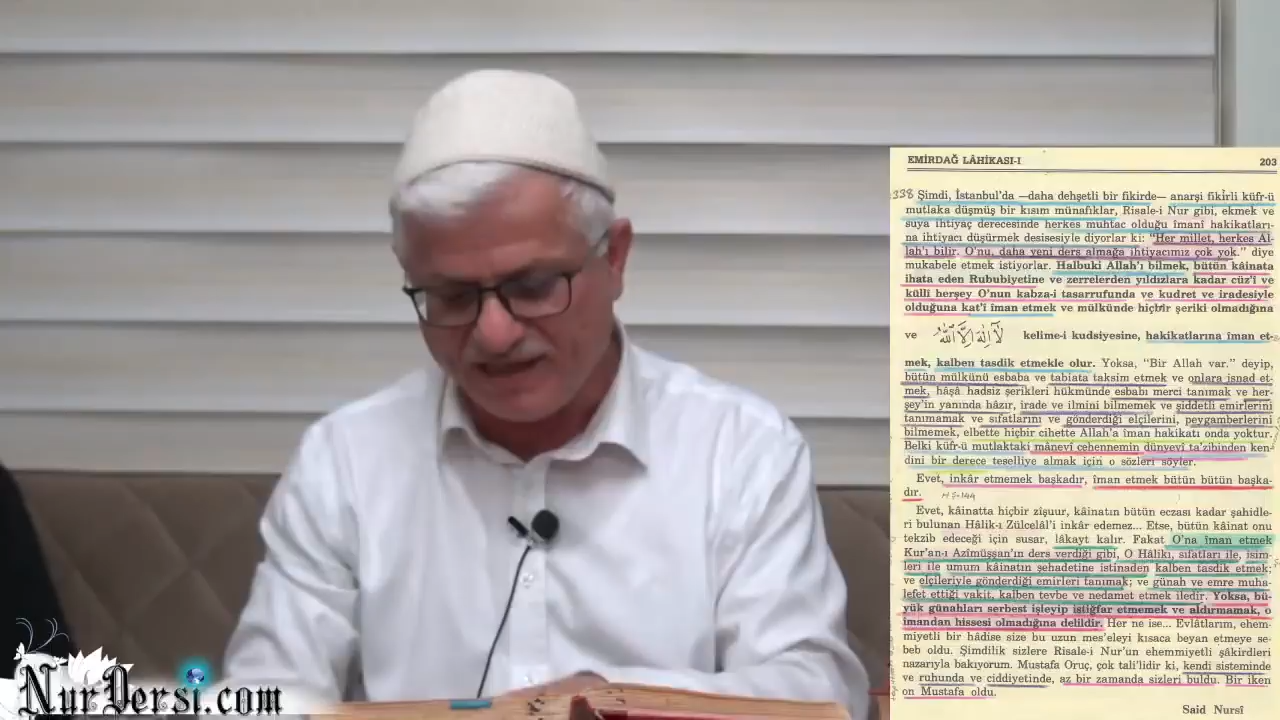 EMİRDAĞ LÂHİKASI-I 203
338 Şimdi, İstanbul'da —daha dehşetli bir fikirde— anarşi fikirli küfr-ü
mutlaka düşmüş bir kısım münafıklar, Risale-i Nur gibi, ekmek ve
suya ihtiyaç derecesinde herkes muhtac olduğu imanî hakikatları-
na ihtiyacı düşürmek desisesiyle diyorlar ki: "Her millet, herkes Al-
lah'ı bilir. O'nu, daha yeni ders almağa ihtiyacımız çok yok." diye
mukabele etmek istiyorlar. Halbuki Allah'ı bilmek, bütün kâinata
ihata eden Rububiyetine ve zerrelerden yıldızlara kadar cüz'î ve
küllî herşey O'nun kabza-i tasarrufunda ve kudret ve iradesiyle
olduğuna kat'î îman etmek ve mülkünde hiçbir şeriki olmadığına
ve لَآ اِلٰهَ اِلَّا اللّٰهُ kelime-i kudsiyesine, hakikatlarına îman et-
mek, kalben tasdik etmekle olur. Yoksa, "Bir Allah var." deyip,
bütün mülkünü esbaba ve tabiata taksim etmek ve onlara isnad et-
mek, hâşâ hadsiz şerikleri hükmünde esbabı merci tanımak ve her-
şey'in yanında hâzır, irade ve ilmini bilmemek ve şiddetli emirlerini
tanımamak ve sıfatlarını ve gönderdiği elçilerini, peygamberlerini
bilmemek, elbette hiçbir cihette Allah'a îman hakikatı onda yoktur.
Belki küfr-ü mutlaktaki mânevî cehennemin dünyevî ta'zibinden ken-
dini bir derece teselliye almak için o sözleri söyler.
Evet, inkâr etmemek başkadır, îman etmek bütün bütün başka-
dır.
Evet, kâinatta hiçbir zîşuur, kâinatın bütün eczası kadar şahidle-
ri bulunan Hâlik-ı Zülcelâl'i inkâr edemez... Etse, bütün kâinat onu
tekzib edeceği için susar, lâkayt kalır. Fakat O'na îman etmek
Kur'an-ı Azîmüşşan'ın ders verdiği gibi, O Hâlikı, sıfatları ile, isim-
leri ile umum kâinatın şehadetine istinaden kalben tasdik etmek;
ve elçileriyle gönderdiği emirleri tanımak; ve günah ve emre muha-
lefet ettiği vakit, kalben tevbe ve nedamet etmek iledir. Yoksa, bü-
yük günahları serbest işleyip istiğfar etmemek ve aldırmamak, o
îmandan hissesi olmadığına delildir. Her ne ise... Evlâtlarım, ehem-
miyetli bir hâdise size bu uzun mes'eleyi kısaca beyan etmeye se-
beb oldu. Şimdilik sizlere Risale-i Nur'un ehemmiyetli şâkirdleri
nazarıyla bakıyorum. Mustafa Oruç, çok tali'lidir ki, kendi sisteminde
ve ruhunda ve ciddiyetinde, az bir zamanda sizleri buldu. Bir iken
on Mustafa oldu.
Said Nursî
NurDersi.com